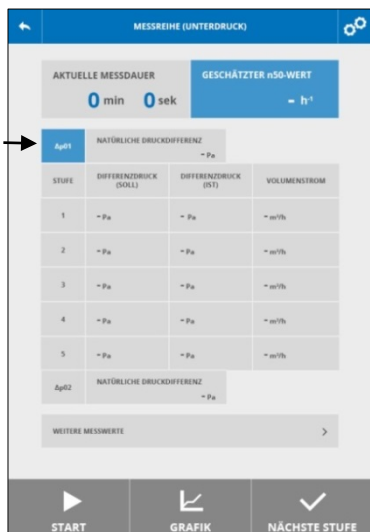 MESSREIHE (UNTERDRUCK)
AKTUELLE MESSDAUER
0 min 0 sek
GESCHÄTZTER n50-WERT
- h⁻¹
Δp01 NATÜRLICHE DRUCKDIFFERENZ
- Pa
STUFE DIFFERENZDRUCK (SOLL) DIFFERENZDRUCK (IST) VOLUMENSTROM
1 - Pa - Pa - m³/h
2 - Pa - Pa - m³/h
3 - Pa - Pa - m³/h
4 - Pa - Pa - m³/h
5 - Pa - Pa - m³/h
Δp02 NATÜRLICHE DRUCKDIFFERENZ
- Pa
WEITERE MESSWERTE
START GRAFIK NÄCHSTE STUFE